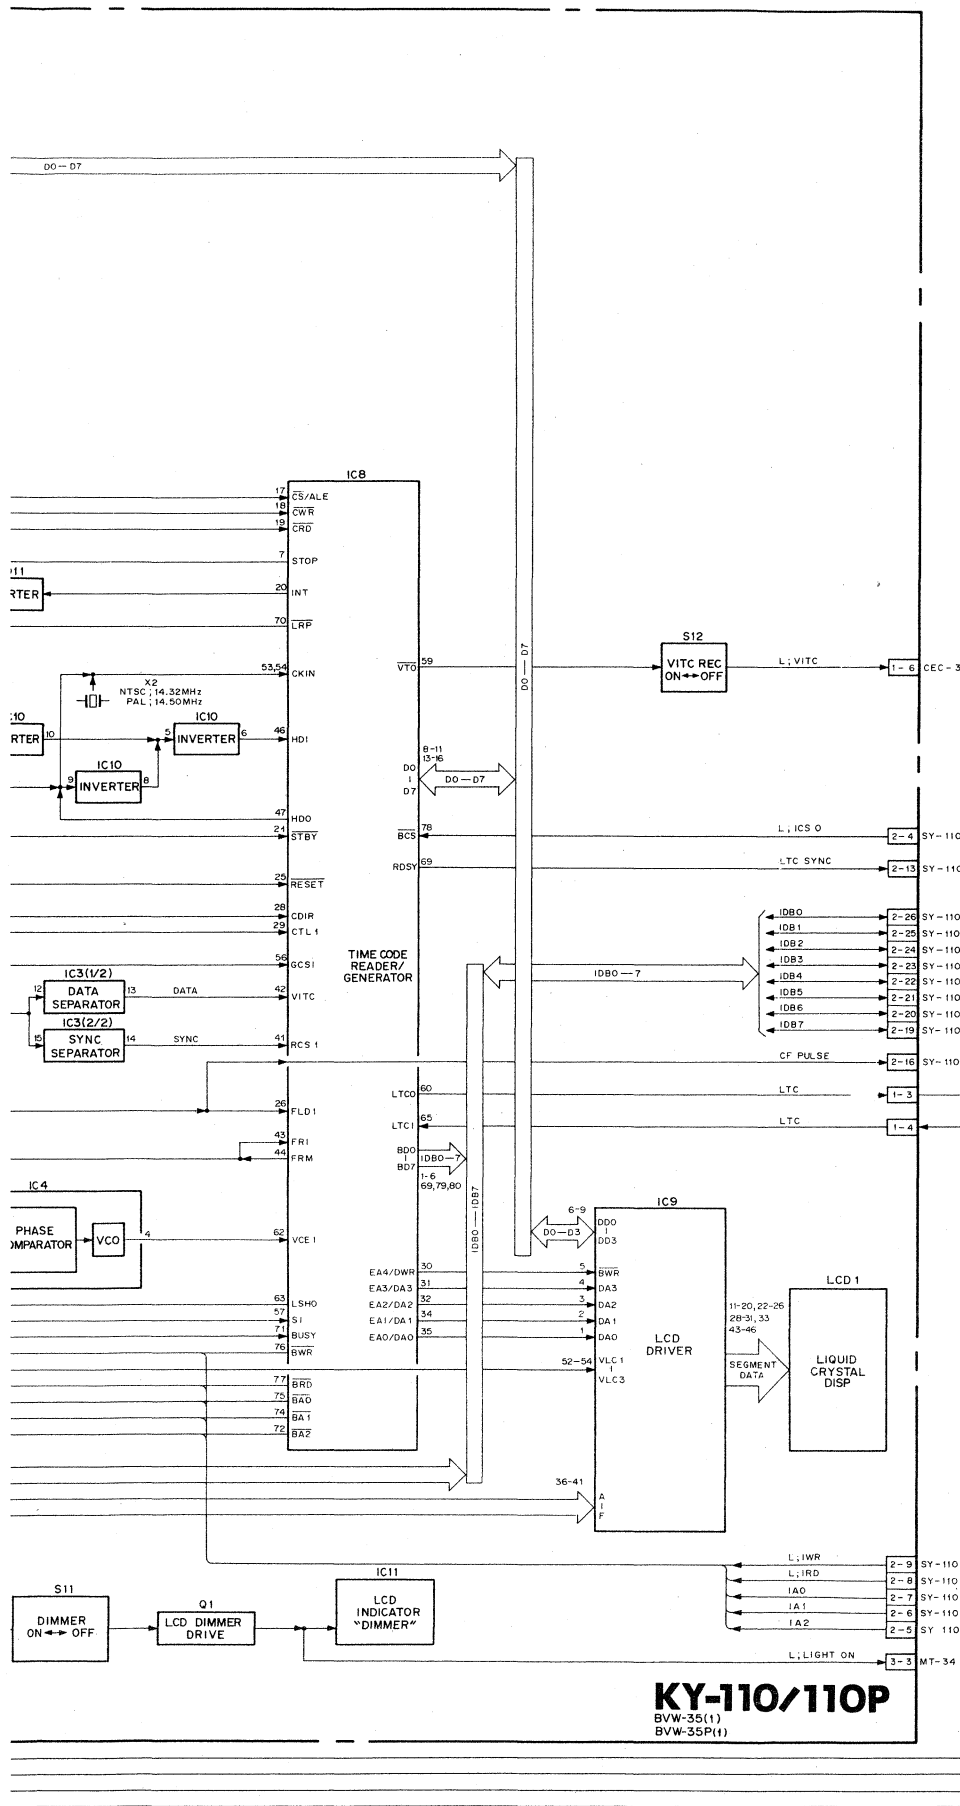 D0—D7
IC8
17
CS/ALE
18
CWR
19
CRD
7
STOP
11
RTER
20
INT
70
LRP
S12
53,54
CKIN
VTO
59
VITC REC
ON↔OFF
L;VITC
1-6
CEC-3
D0—D7
X2
NTSC;14.32MHz
PAL;14.50MHz
IC10
10
RTER
5
INVERTER
6
46
HDI
IC10
9
INVERTER
8
8-11
13-16
D0
D7
D0—D7
47
HDO
21
STBY
BCS
78
L;ICS 0
2-4
SY-110
RDSY
69
LTC SYNC
2-13
SY-110
25
RESET
28
CDIR
29
CTL1
56
GCSI
TIME CODE
READER/
GENERATOR
IDB0—7
IDB0
2-26
SY-110
IDB1
2-25
SY-110
IDB2
2-24
SY-110
IDB3
2-23
SY-110
IDB4
2-22
SY-110
IDB5
2-21
SY-110
IDB6
2-20
SY-110
IDB7
2-19
SY-110
IC3(1/2)
12
DATA
SEPARATOR
13
DATA
42
VITC
IC3(2/2)
15
SYNC
SEPARATOR
14
SYNC
41
RCS1
CF PULSE
2-16
SY-110
LTCO
60
LTC
1-3
26
FLD1
LTCI
65
LTC
1-4
43
FRI
44
FRM
BD0
BD7
IDB0—7
1-6
69,79,80
IDB0—IDB7
IC4
PHASE
OMPARATOR
VCO
4
62
VCE1
IC9
6-9
D0—D3
DD0
DD3
EA4/DWR
30
5
BWR
EA3/DA3
31
4
DA3
EA2/DA2
32
3
DA2
EA1/DA1
34
2
DA1
EA0/DA0
35
1
DA0
63
LSHO
57
SI
71
BUSY
76
BWR
52-54
VLC1
VLC3
LCD
DRIVER
11-20,22-26
28-31,33
43-46
SEGMENT
DATA
LCD1
LIQUID
CRYSTAL
DISP
77
BRD
75
BA0
74
BA1
72
BA2
36-41
A
F
L;IWR
2-9
SY-110
L;IRD
2-8
SY-110
IA0
2-7
SY-110
IA1
2-6
SY-110
IA2
2-5
SY 110
S11
DIMMER
ON↔OFF
Q1
LCD DIMMER
DRIVE
IC11
LCD
INDICATOR
"DIMMER"
L;LIGHT ON
3-3
MT-34
KY-110/110P
BVW-35(1)
BVW-35P(1)